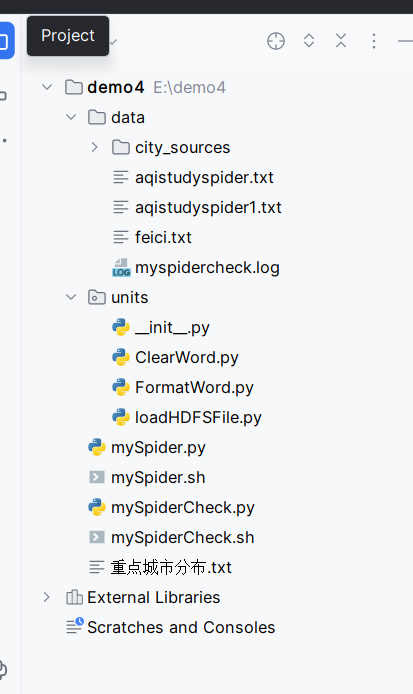 Project
demo4 E:\demo4
data
city_sources
aqistudyspider.txt
aqistudyspider1.txt
feici.txt
LOG myspidercheck.log
units
__init__.py
ClearWord.py
FormatWord.py
loadHDFSFile.py
mySpider.py
mySpider.sh
mySpiderCheck.py
mySpiderCheck.sh
重点城市分布.txt
External Libraries
Scratches and Consoles